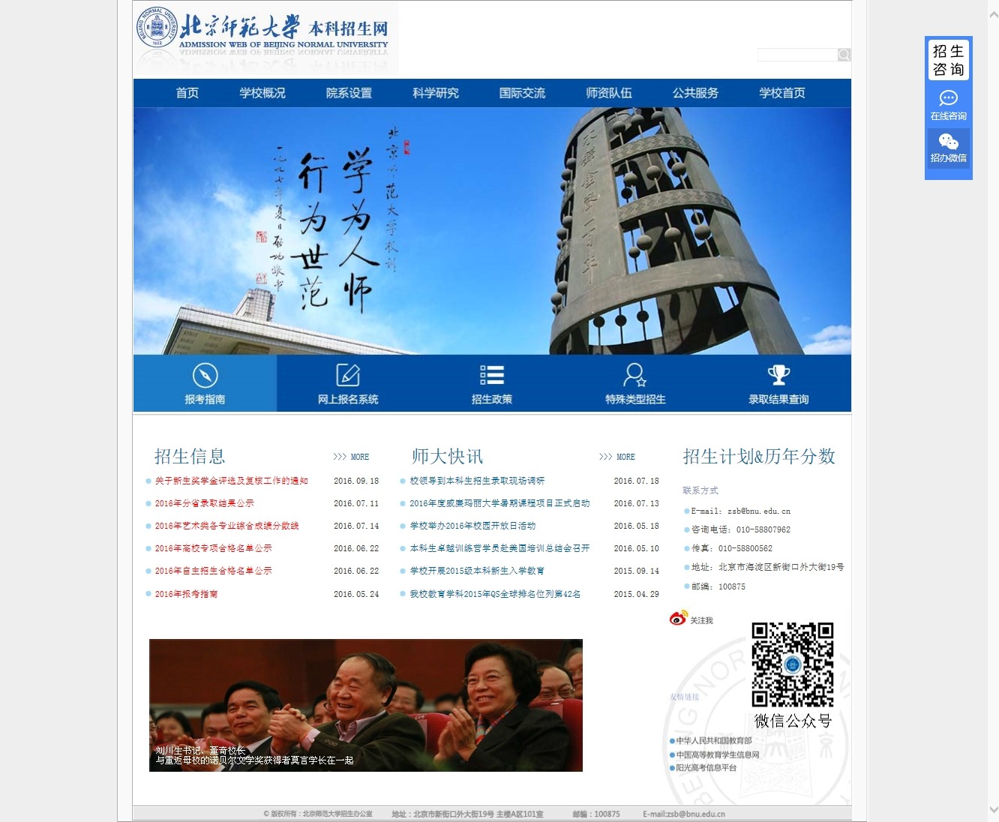 北京师范大学 本科招生网
ADMISSION WEB OF BEIJING NORMAL UNIVERSITY
BEIJING NORMAL UNIVERSITY
1902
招生
咨询
在线咨询
招办微信
首页 学校概况 院系设置 科学研究 国际交流 师资队伍 公共服务 学校首页
北京师范大学校训
学为人师
行为世范
一九九七年夏日启功敬书
木铎金声一百年
报考指南 网上报名系统 招生政策 特殊类型招生 录取结果查询
招生信息 >>> MORE
关于新生奖学金评选及复核工作的通知 2016.09.18
2016年分省录取结果公示 2016.07.11
2016年艺术类各专业综合成绩分数线 2016.07.14
2016年高校专项合格名单公示 2016.06.22
2016年自主招生合格名单公示 2016.06.22
2016年报考指南 2016.05.24
师大快讯 >>> MORE
校领导到本科生招生录取现场调研 2016.07.18
2016年度威廉玛丽大学暑期课程项目正式启动 2016.07.13
学校举办2016年校园开放日活动 2016.05.18
本科生卓越训练营学员赴美国培训总结会召开 2016.05.10
学校开展2015级本科新生入学教育 2015.09.14
我校教育学科2015年QS全球排名位列第42名 2015.04.29
招生计划&历年分数
联系方式
E-mail: zsb@bnu.edu.cn
咨询电话: 010-58807962
传真: 010-58800562
地址: 北京市海淀区新街口外大街19号
邮编: 100875
关注我
微信公众号
友情链接
中华人民共和国教育部
中国高等教育学生信息网
阳光高考信息平台
刘川生书记、董奇校长
与重返母校的诺贝尔文学奖获得者莫言学长在一起
© 版权所有：北京师范大学招生办公室 地址：北京市新街口外大街19号 主楼A区101室 邮编：100875 E-mail:zsb@bnu.edu.cn